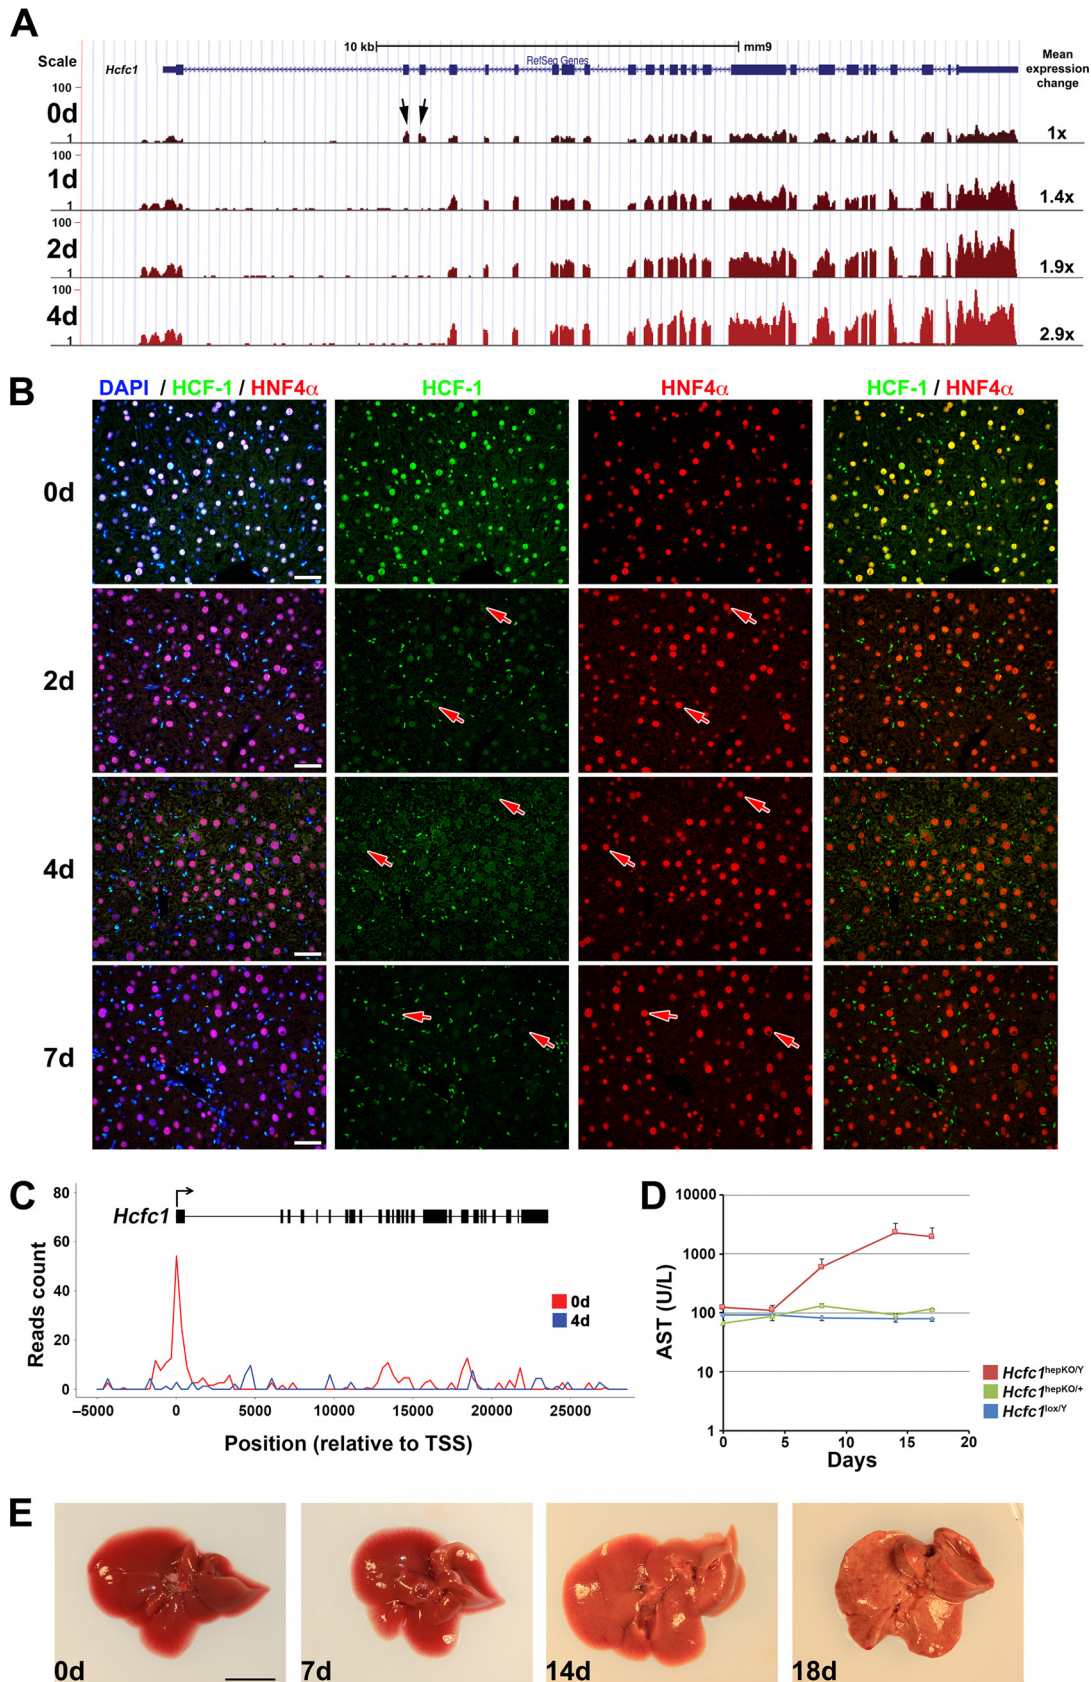 A
Scale
10 kb
mm9
RefSeq Genes
Hcfc1
Mean
expression
change
100
0d
1
1x
100
1d
1
1.4x
100
2d
1
1.9x
100
4d
1
2.9x
B
DAPI / HCF-1 / HNF4α
HCF-1
HNF4α
HCF-1 / HNF4α
0d
2d
4d
7d
C
80
60
40
20
0
Reads count
Hcfc1
0d
4d
−5000
0
5000
10000
15000
20000
25000
Position (relative to TSS)
D
10000
1000
100
10
1
AST (U/L)
0
5
10
15
20
Days
Hcfc1hepKO/Y
Hcfc1hepKO/+
Hcfc1lox/Y
E
0d
7d
14d
18d